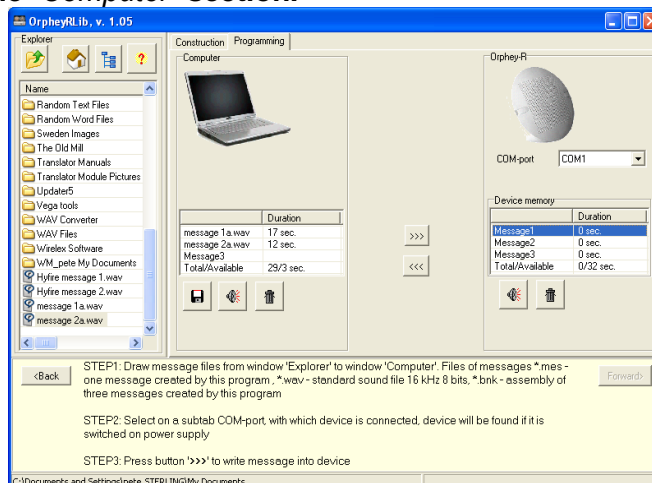 OrpheyRLib, v. 1.05
Explorer
Name
Random Text Files
Random Word Files
Sweden Images
The Old Mill
Translator Manuals
Translator Module Pictures
Updater5
Vega tools
WAV Converter
WAV Files
Wirelex Software
WM_pete My Documents
Hyfire message 1.wav
Hyfire message 2.wav
message 1a.wav
message 2a.wav
Construction Programming
Computer
Duration
message 1a.wav 17 sec.
message 2a.wav 12 sec.
Message3
Total/Available 29/3 sec.
>>>
<<<
Orphey-R
COM-port COM1
Device memory
Duration
Message1 0 sec.
Message2 0 sec.
Message3 0 sec.
Total/Available 0/32 sec.
<Back
STEP1: Draw message files from window 'Explorer' to window 'Computer'. Files of messages *.mes -
one message created by this program , *.wav - standard sound file 16 kHz 8 bits, *.bnk - assembly of
three messages created by this program
STEP2: Select on a subtab COM-port, with which device is connected, device will be found if it is
switched on power supply
STEP3: Press button '>>>' to write message into device
Forward>
C:\Documents and Settings\pete_STERLING\My Documents